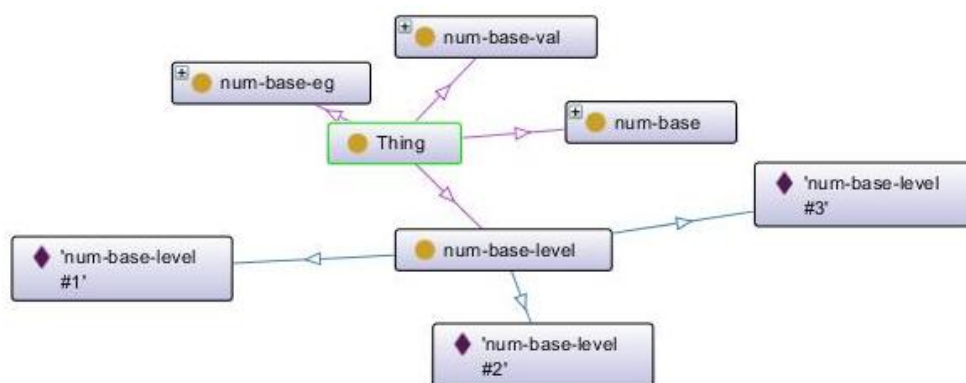 num-base-val
num-base-eg
num-base
Thing
'num-base-level
#3'
num-base-level
'num-base-level
#1'
'num-base-level
#2'